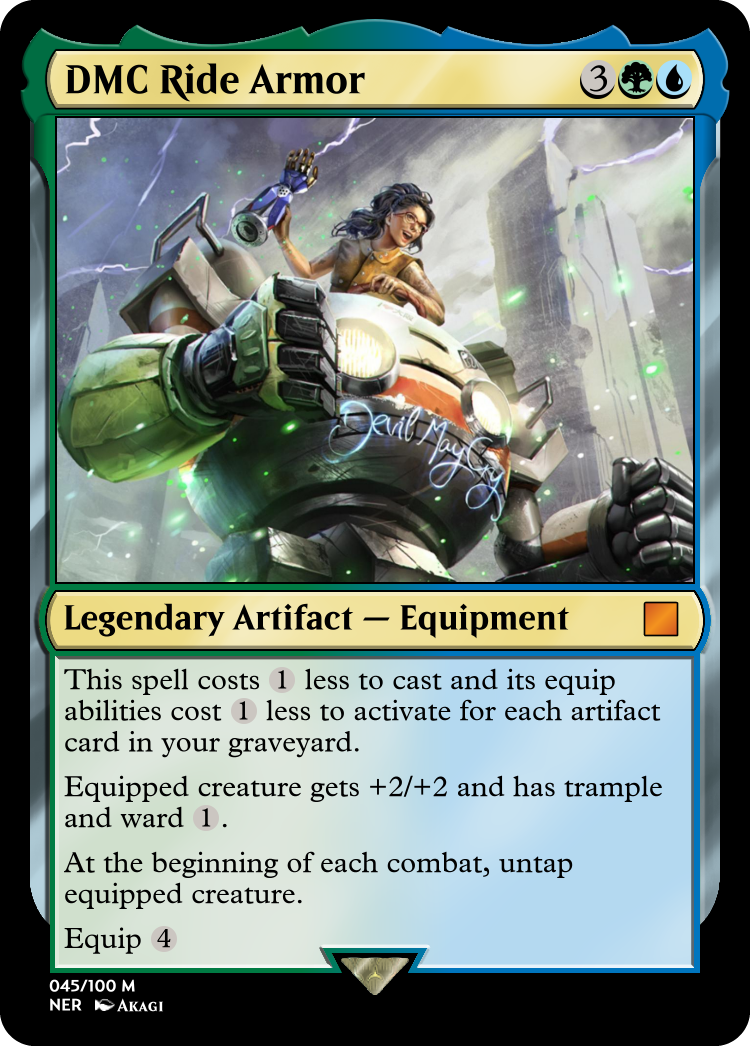 DMC Ride Armor 3
Devil May Cry
Legendary Artifact — Equipment
This spell costs 1 less to cast and its equip
abilities cost 1 less to activate for each artifact
card in your graveyard.
Equipped creature gets +2/+2 and has trample
and ward 1.
At the beginning of each combat, untap
equipped creature.
Equip 4
045/100 M
NER AKAGI